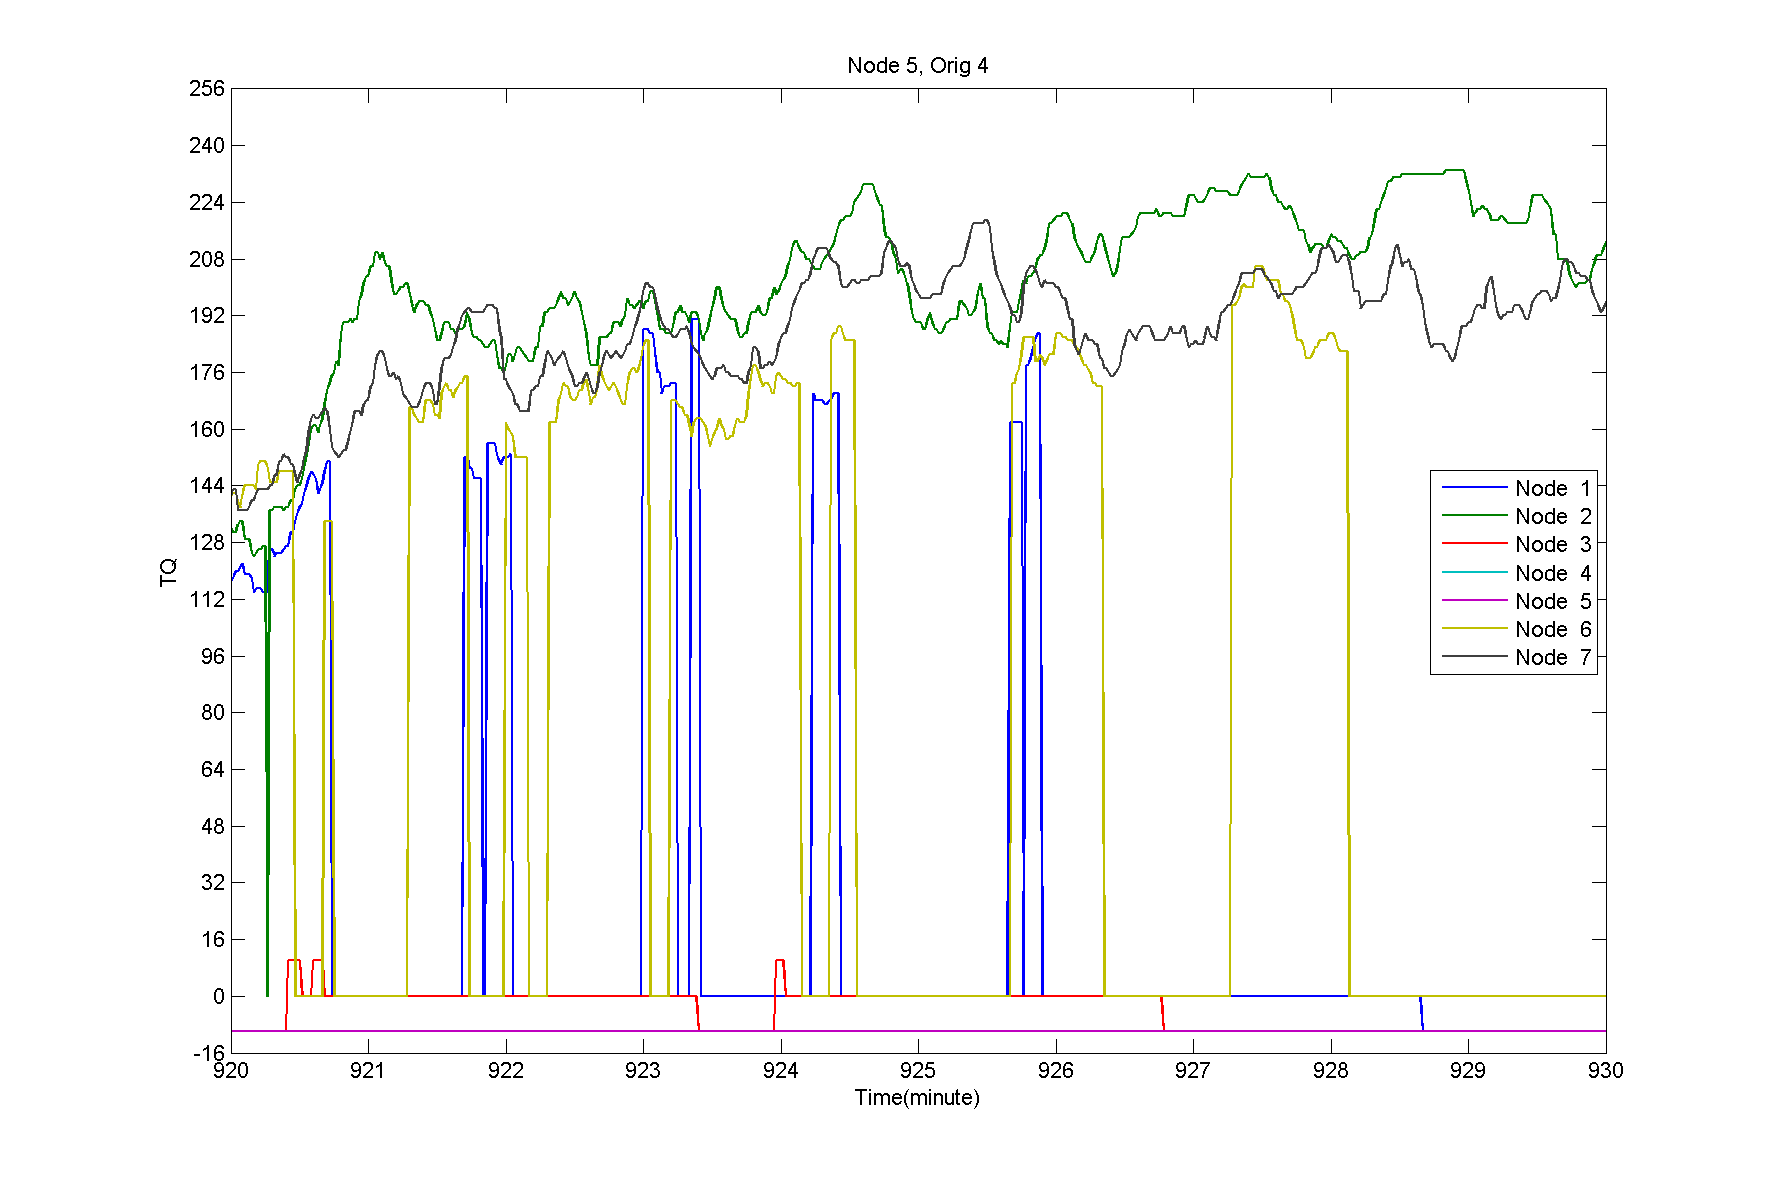 Node 5, Orig 4
256
240
224
208
192
176
160
144
128
112
96
80
64
48
32
16
0
-16
TQ
920 921 922 923 924 925 926 927 928 929 930
Time(minute)
Node 1
Node 2
Node 3
Node 4
Node 5
Node 6
Node 7